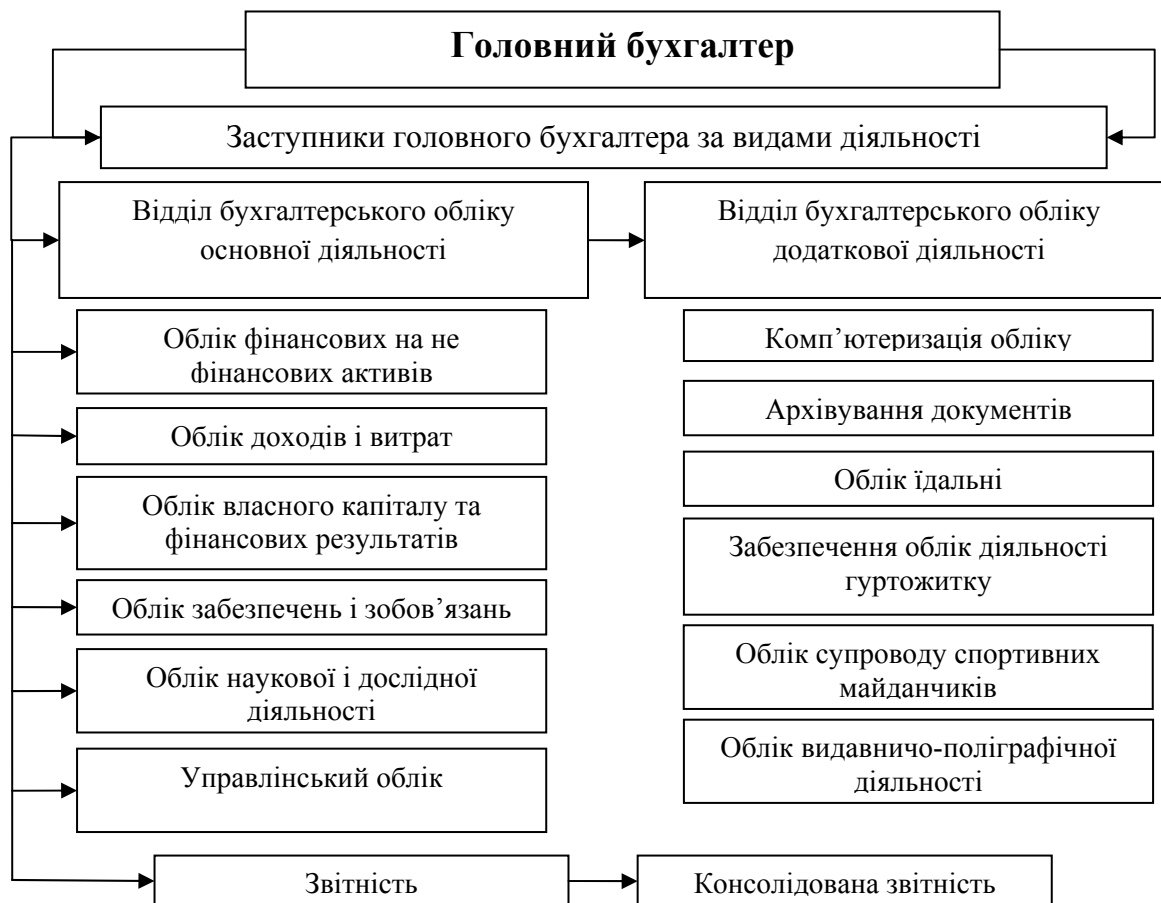 Головний бухгалтер
Заступники головного бухгалтера за видами діяльності
Відділ бухгалтерського обліку
основної діяльності
Відділ бухгалтерського обліку
додаткової діяльності
Облік фінансових на не
фінансових активів
Облік доходів і витрат
Облік власного капіталу та
фінансових результатів
Облік забезпечень і зобов’язань
Облік наукової і дослідної
діяльності
Управлінський облік
Комп’ютеризація обліку
Архівування документів
Облік їдальні
Забезпечення облік діяльності
гуртожитку
Облік супроводу спортивних
майданчиків
Облік видавничо-поліграфічної
діяльності
Звітність
Консолідована звітність